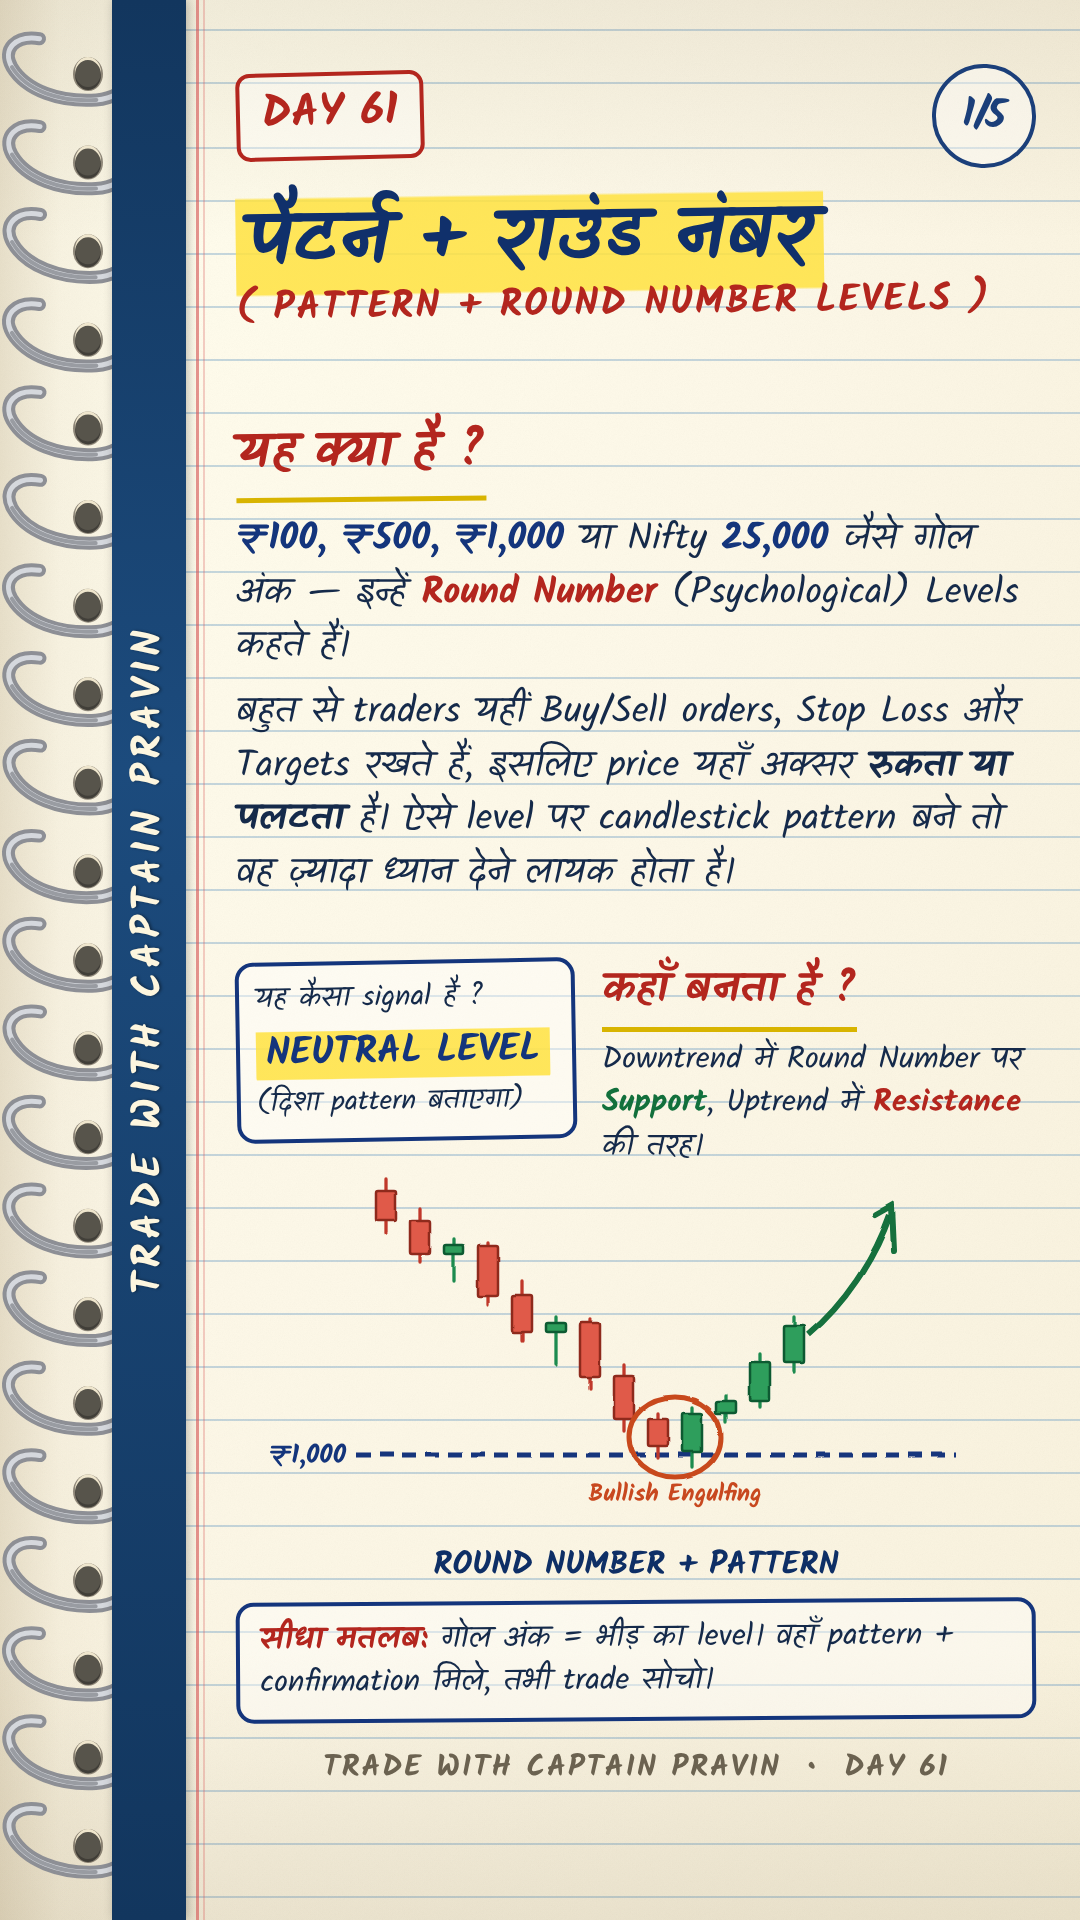 DAY 61
1/5
पैटर्न + राउंड नंबर
( PATTERN + ROUND NUMBER LEVELS )
यह क्या है ?
₹100, ₹500, ₹1,000 या Nifty 25,000 जैसे गोल
अंक — इन्हें Round Number (Psychological) Levels
कहते हैं।
बहुत से traders यहीं Buy/Sell orders, Stop Loss और
Targets रखते हैं, इसलिए price यहाँ अक्सर रुकता या
पलटता है। ऐसे level पर candlestick pattern बने तो
वह ज़्यादा ध्यान देने लायक होता है।
यह कैसा signal है ?
NEUTRAL LEVEL
(दिशा pattern बताएगा)
कहाँ बनता है ?
Downtrend में Round Number पर
Support, Uptrend में Resistance
की तरह।
₹1,000
Bullish Engulfing
ROUND NUMBER + PATTERN
सीधा मतलब: गोल अंक = भीड़ का level। वहाँ pattern +
confirmation मिले, तभी trade सोचो।
TRADE WITH CAPTAIN PRAVIN · DAY 61
TRADE WITH CAPTAIN PRAVIN